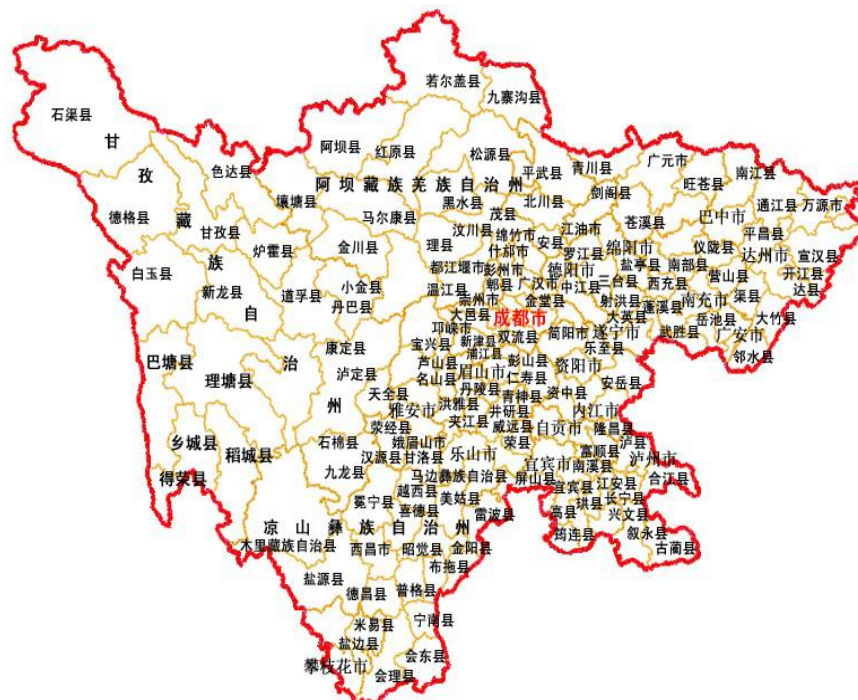 若尔盖县
九寨沟县
石渠县
甘
孜
藏
族
自
治
州
阿坝县
红原县
松源县
平武县
青川县
广元市
南江县
色达县
壤塘县
阿坝藏族羌族自治州
黑水县
北川县
剑阁县
旺苍县
通江县
万源市
德格县
马尔康县
茂县
苍溪县
巴中市
平昌县
甘孜县
炉霍县
金川县
理县
汶川县
绵竹市
安县
江油市
绵阳市
仪陇县
达州市
宣汉县
什邡市
罗江县
白玉县
新龙县
道孚县
小金县
丹巴县
都江堰市
彭州市
德阳市
盐亭县
南部县
营山县
开江县
达县
温江县
郫县
广汉市
中江县
三台县
西充县
崇州市
金堂县
射洪县
蓬溪县
南充市
渠县
大邑县
成都市
大英县
岳池县
大竹县
巴塘县
理塘县
康定县
泸定县
宝兴县
邛崃市
新津县
双流县
简阳市
遂宁市
武胜县
广安市
邻水县
蒲江县
乐至县
芦山县
名山县
眉山市
彭山县
仁寿县
资阳市
安岳县
天全县
丹陵县
青神县
资中县
雅安市
洪雅县
井研县
内江市
乡城县
稻城县
得荣县
荥经县
夹江县
威远县
自贡市
隆昌县
石棉县
汉源县
峨眉山市
甘洛县
乐山市
荣县
富顺县
泸县
泸州市
九龙县
马边彝族自治县
宜宾市
南溪县
合江县
屏山县
宜宾县
江安县
长宁县
冕宁县
越西县
美姑县
喜德县
雷波县
高县
珙县
兴文县
凉山彝族自治州
木里藏族自治县
西昌市
昭觉县
金阳县
筠连县
叙永县
古蔺县
盐源县
德昌县
普格县
布拖县
米易县
宁南县
盐边县
攀枝花市
会理县
会东县